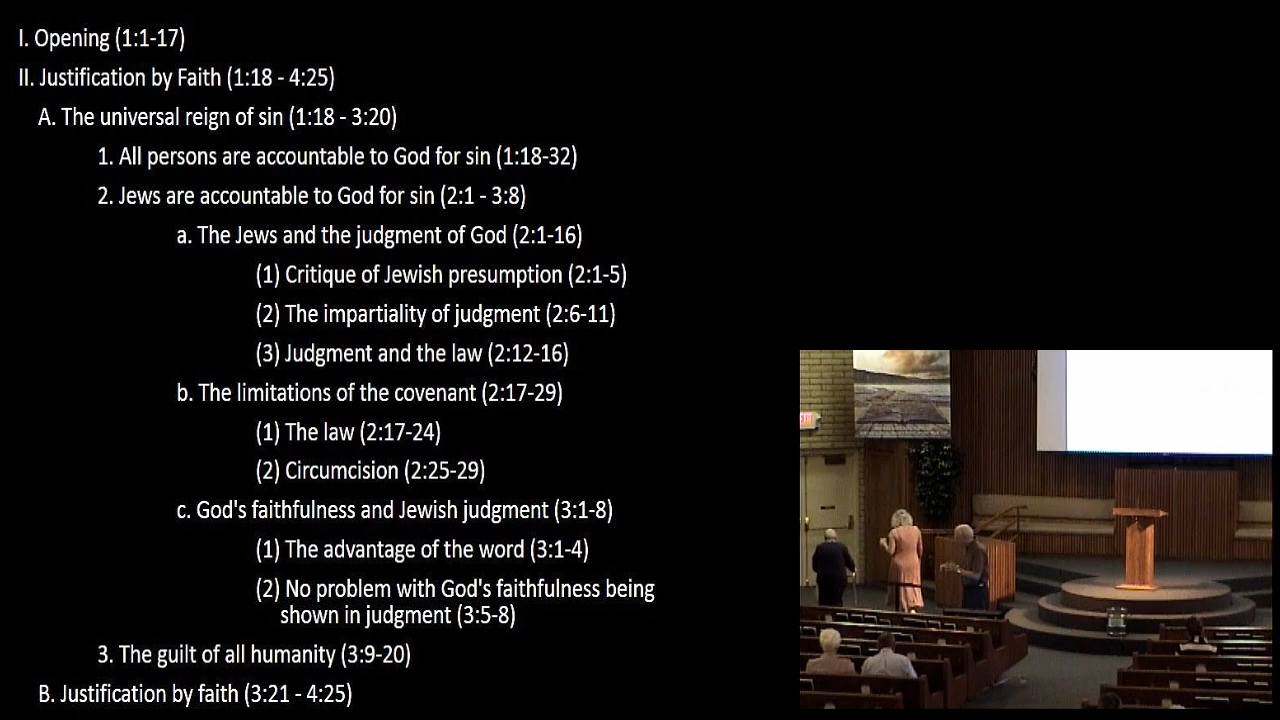 I. Opening (1:1-17)
II. Justification by Faith (1:18 - 4:25)
A. The universal reign of sin (1:18 - 3:20)
1. All persons are accountable to God for sin (1:18-32)
2. Jews are accountable to God for sin (2:1 - 3:8)
a. The Jews and the judgment of God (2:1-16)
(1) Critique of Jewish presumption (2:1-5)
(2) The impartiality of judgment (2:6-11)
(3) Judgment and the law (2:12-16)
b. The limitations of the covenant (2:17-29)
(1) The law (2:17-24)
(2) Circumcision (2:25-29)
c. God's faithfulness and Jewish judgment (3:1-8)
(1) The advantage of the word (3:1-4)
(2) No problem with God's faithfulness being
shown in judgment (3:5-8)
3. The guilt of all humanity (3:9-20)
B. Justification by faith (3:21 - 4:25)